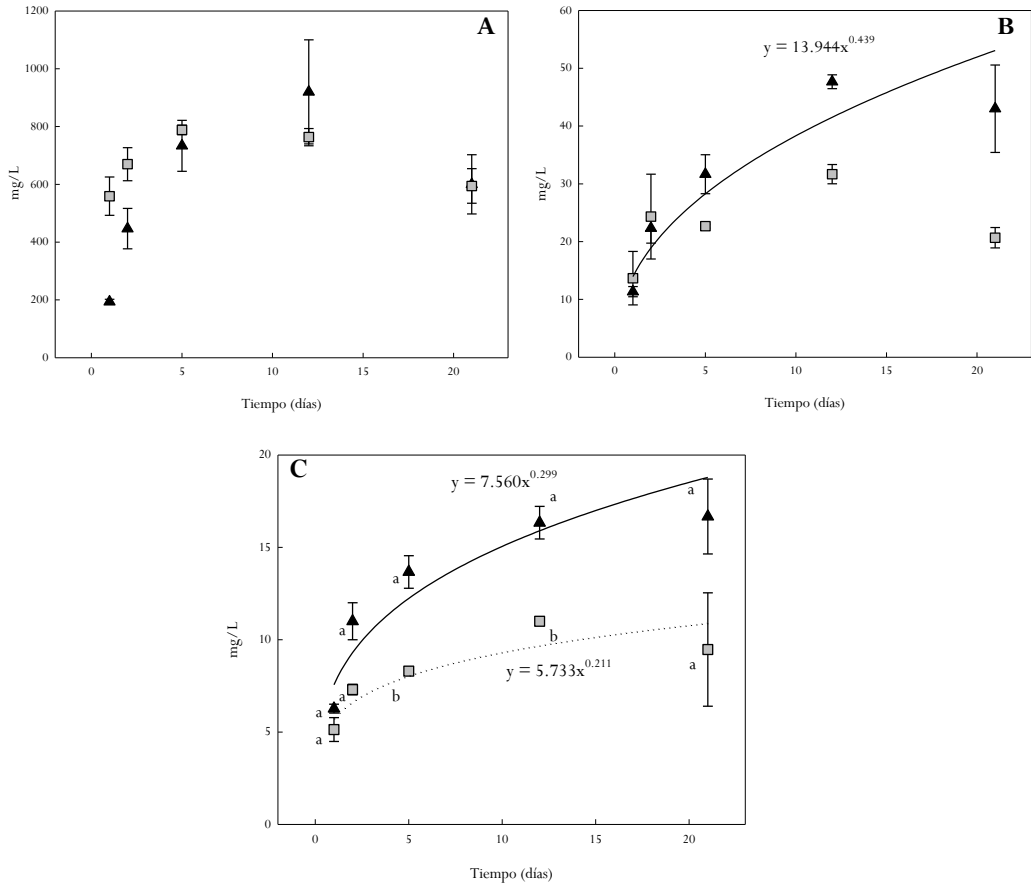 A
1200
1000
800
600
400
200
0
mg/L
0 5 10 15 20
Tiempo (días)
B
y = 13.944x^0.439
60
50
40
30
20
10
0
mg/L
0 5 10 15 20
Tiempo (días)
C
y = 7.560x^0.299
20
15
10
5
0
mg/L
a
a
a
a
a
a
a
b
b
a
y = 5.733x^0.211
0 5 10 15 20
Tiempo (días)